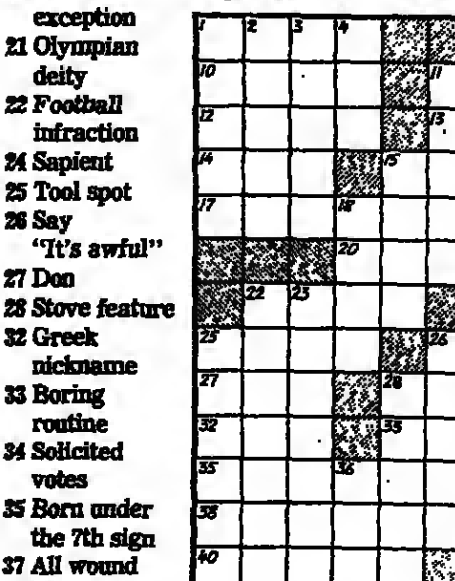 exception
21 Olympian
deity
22 Football
infraction
24 Sapient
25 Tool spot
26 Say
"It's awful"
27 Don
28 Stove feature
32 Greek
nickname
33 Boring
routine
34 Solicited
votes
35 Born under
the 7th sign
37 All wound
1 2 3 4
10 11
12 13
14 15
17 18
20
22 23
25 26
27 28
32 33
35 36
38
40